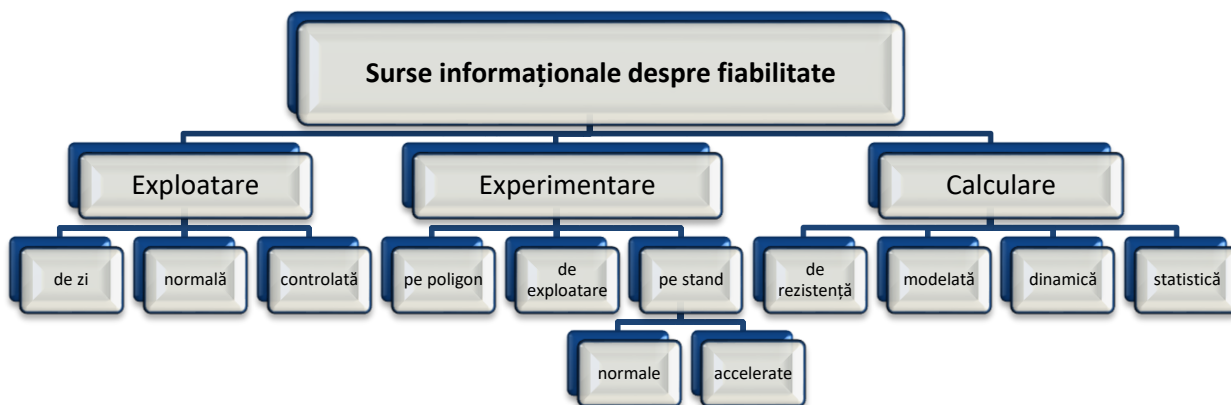 Surse informaționale despre fiabilitate
Exploatare
Experimentare
Calculare
de zi
normală
controlată
pe poligon
de
exploatare
pe stand
de
rezistență
modelată
dinamică
statistică
normale
accelerate